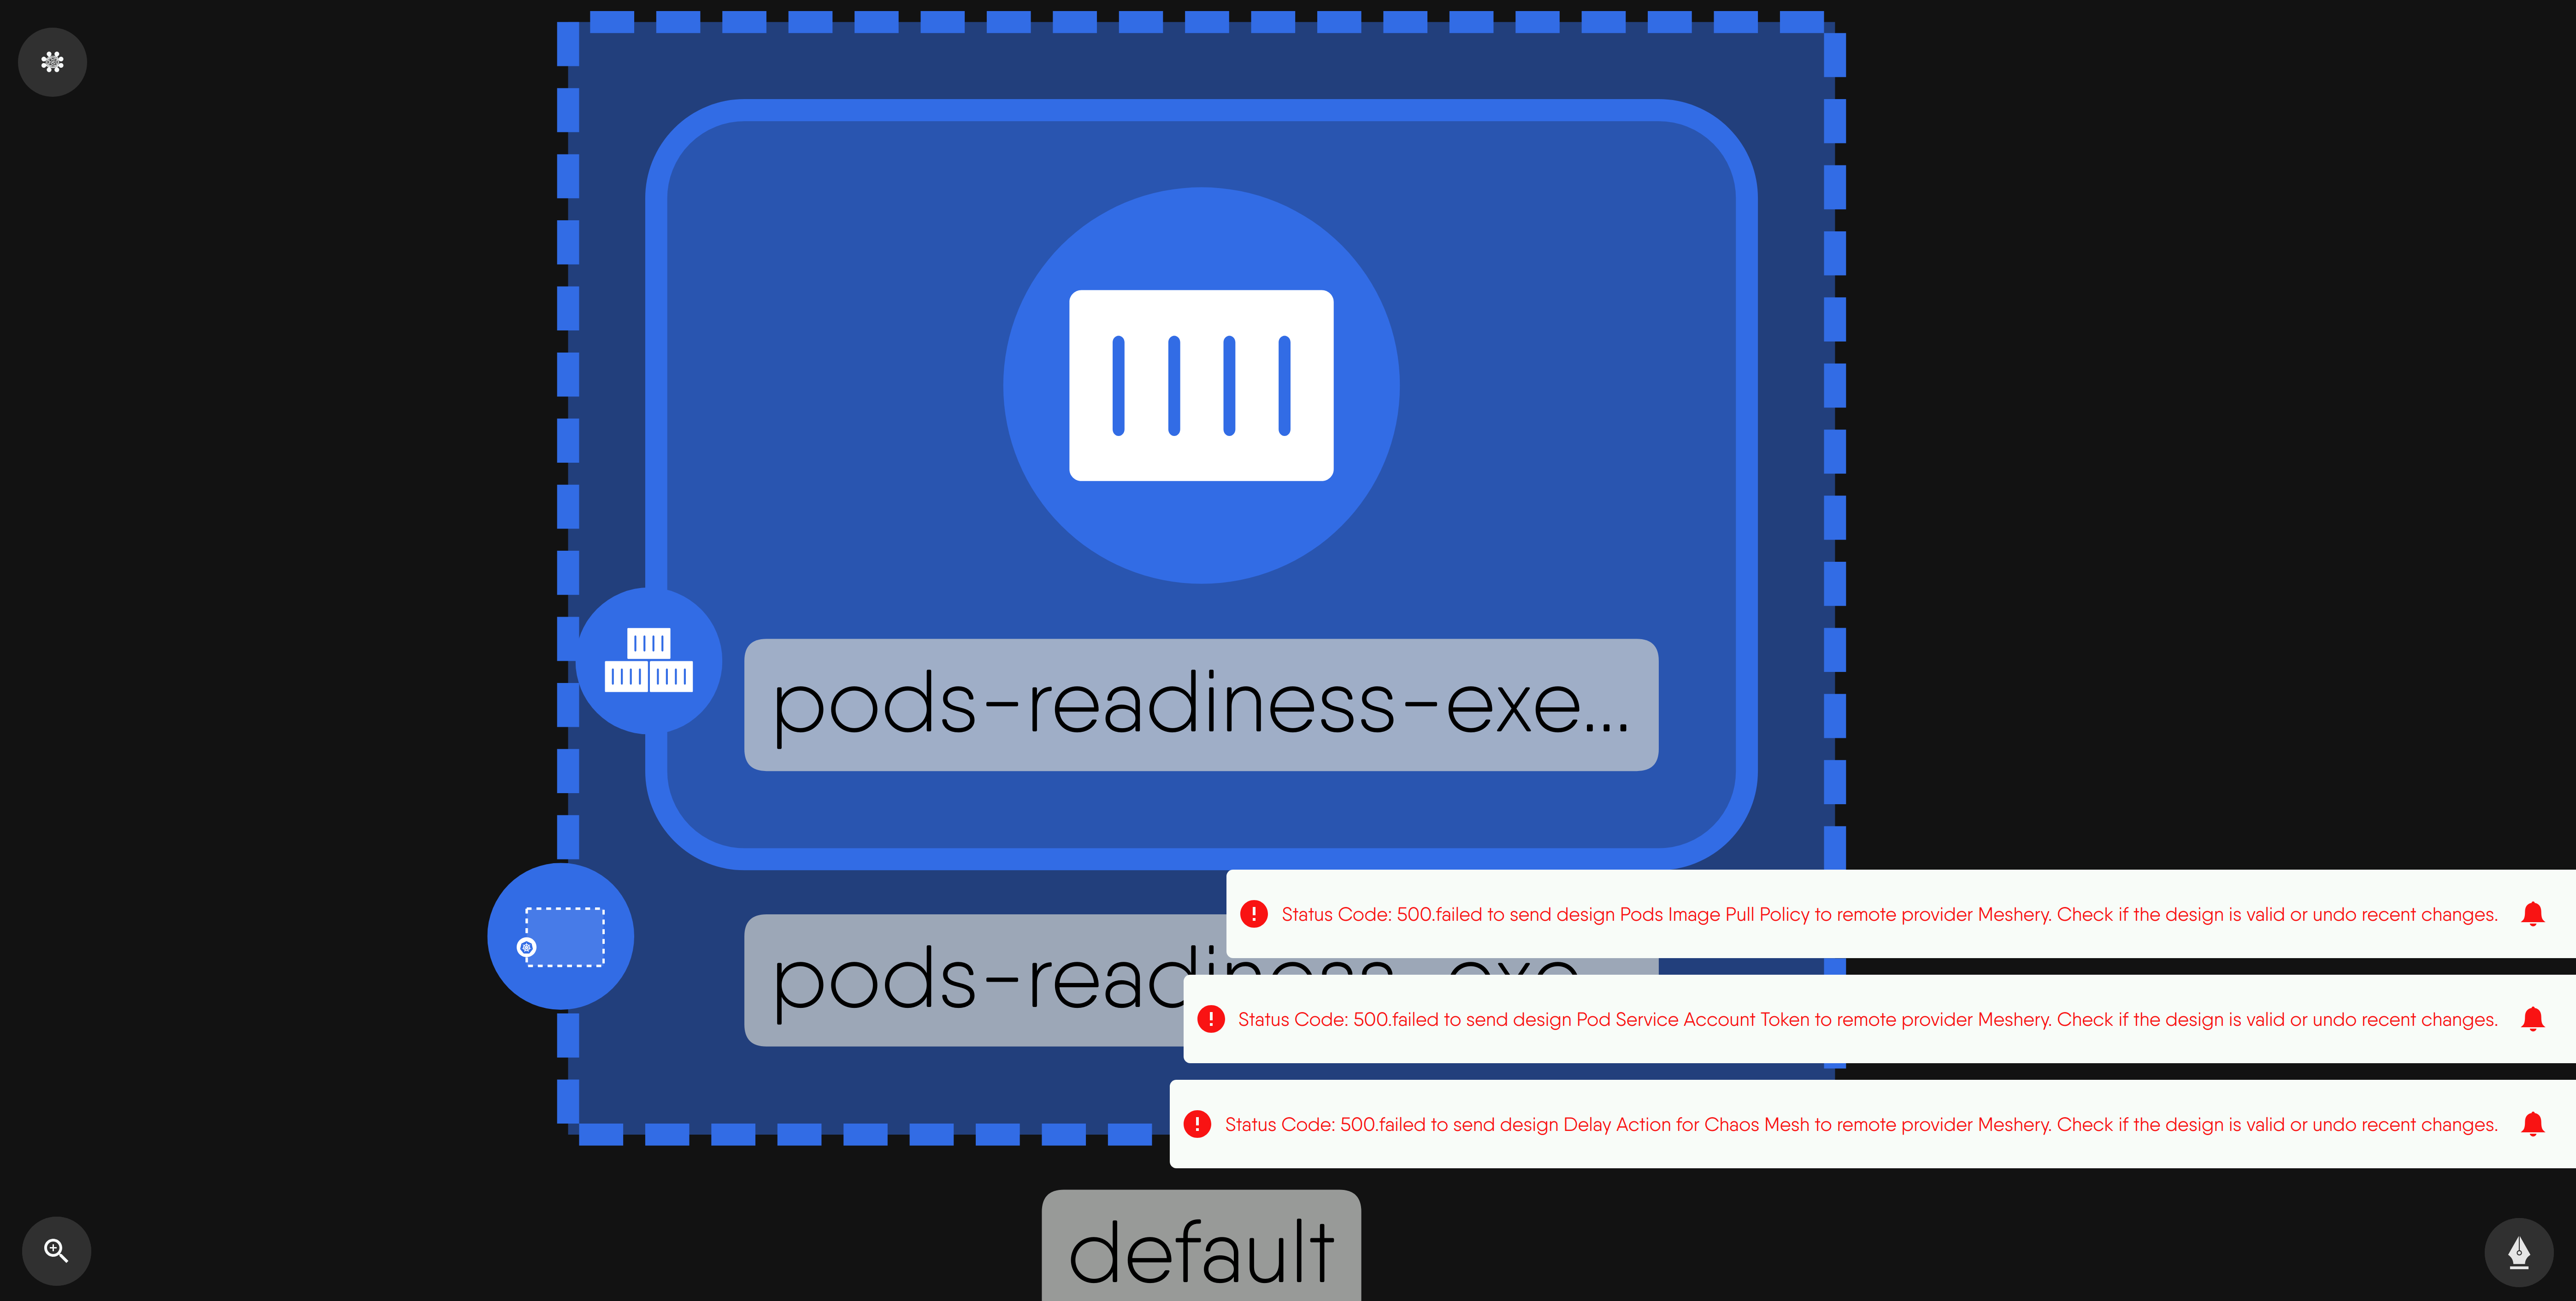 pods-readiness-exe...
Status Code: 500.failed to send design Pods Image Pull Policy to remote provider Meshery. Check if the design is valid or undo recent changes.
pods-readiness-exe
Status Code: 500.failed to send design Pod Service Account Token to remote provider Meshery. Check if the design is valid or undo recent changes.
Status Code: 500.failed to send design Delay Action for Chaos Mesh to remote provider Meshery. Check if the design is valid or undo recent changes.
default